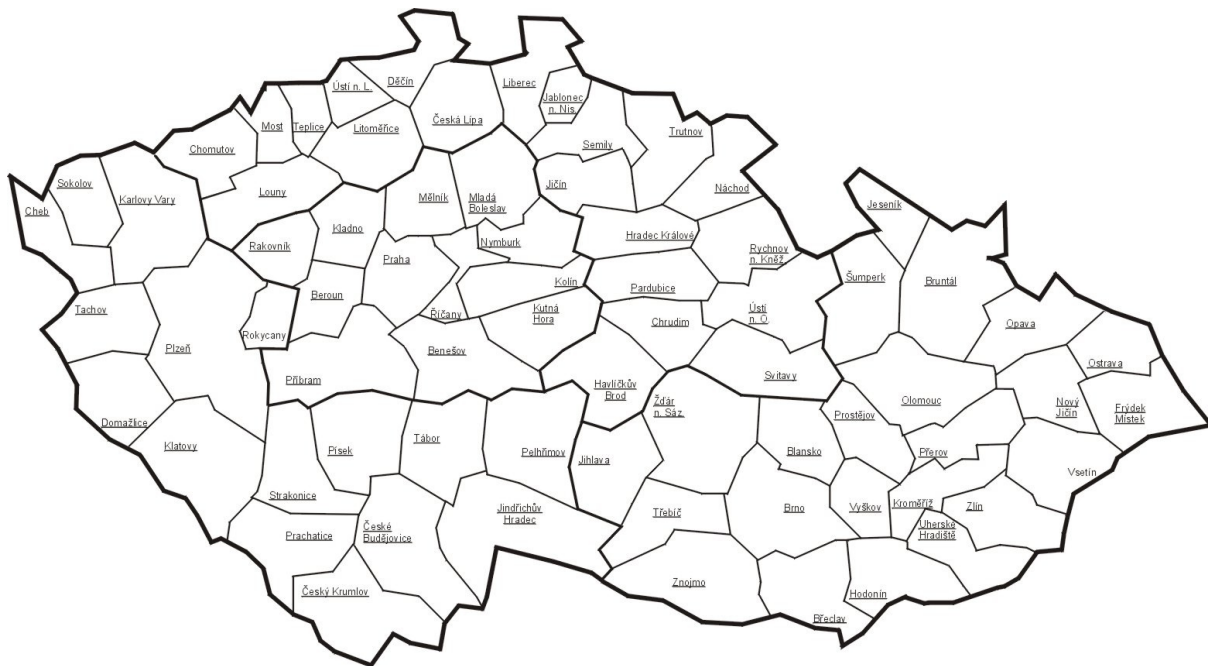 Děčín
Ústí n. L.
Liberec
Jablonec
n. Nis.
Most
Teplice
Litoměřice
Česká Lípa
Trutnov
Chomutov
Semily
Sokolov
Karlovy Vary
Louny
Mělník
Mladá
Boleslav
Jičín
Náchod
Cheb
Jeseník
Rakovník
Kladno
Praha
Nymburk
Hradec Králové
Rychnov
n. Kněž.
Beroun
Kolín
Pardubice
Šumperk
Bruntál
Tachov
Rokycany
Říčany
Kutná
Hora
Chrudim
Ústí
n. O.
Opava
Plzeň
Benešov
Ostrava
Příbram
Havlíčkův
Brod
Svitavy
Žďár
n. Sáz.
Olomouc
Nový
Jičín
Frýdek
Místek
Domažlice
Klatovy
Písek
Tábor
Pelhřimov
Jihlava
Prostějov
Blansko
Přerov
Vsetín
Strakonice
Jindřichův
Hradec
Třebíč
Brno
Vyškov
Kroměříž
Zlín
Prachatice
České
Budějovice
Uherské
Hradiště
Český Krumlov
Znojmo
Hodonín
Břeclav